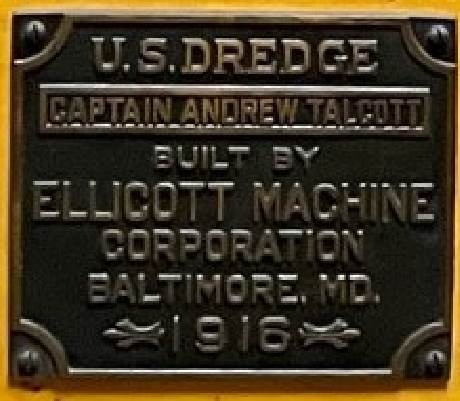 U.S. DREDGE
CAPTAIN ANDREW TALCOTT
BUILT BY
ELLICOTT MACHINE
CORPORATION
BALTIMORE, MD.
1916